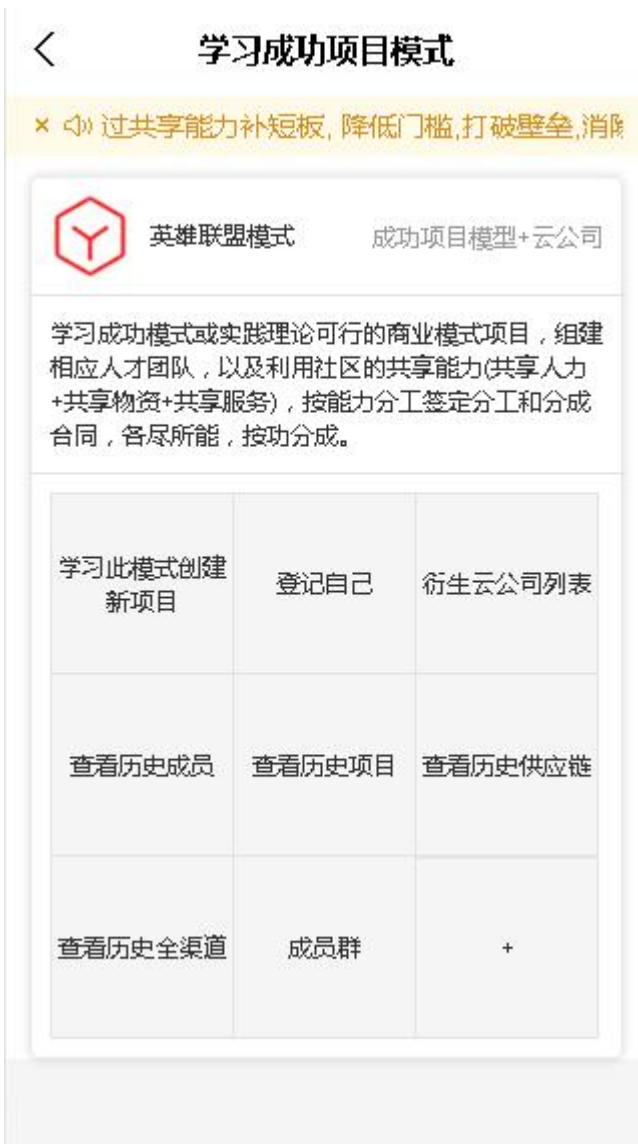 学习成功项目模式
× 过共享能力补短板, 降低门槛,打破壁垒,消除
英雄联盟模式
成功项目模型+云公司
学习成功模式或实践理论可行的商业模式项目，组建
相应人才团队，以及利用社区的共享能力(共享人力
+共享物资+共享服务)，按能力分工签定分工和分成
合同，各尽所能，按功分成。
学习此模式创建
新项目
登记自己
衍生云公司列表
查看历史成员
查看历史项目
查看历史供应链
查看历史全渠道
成员群
+